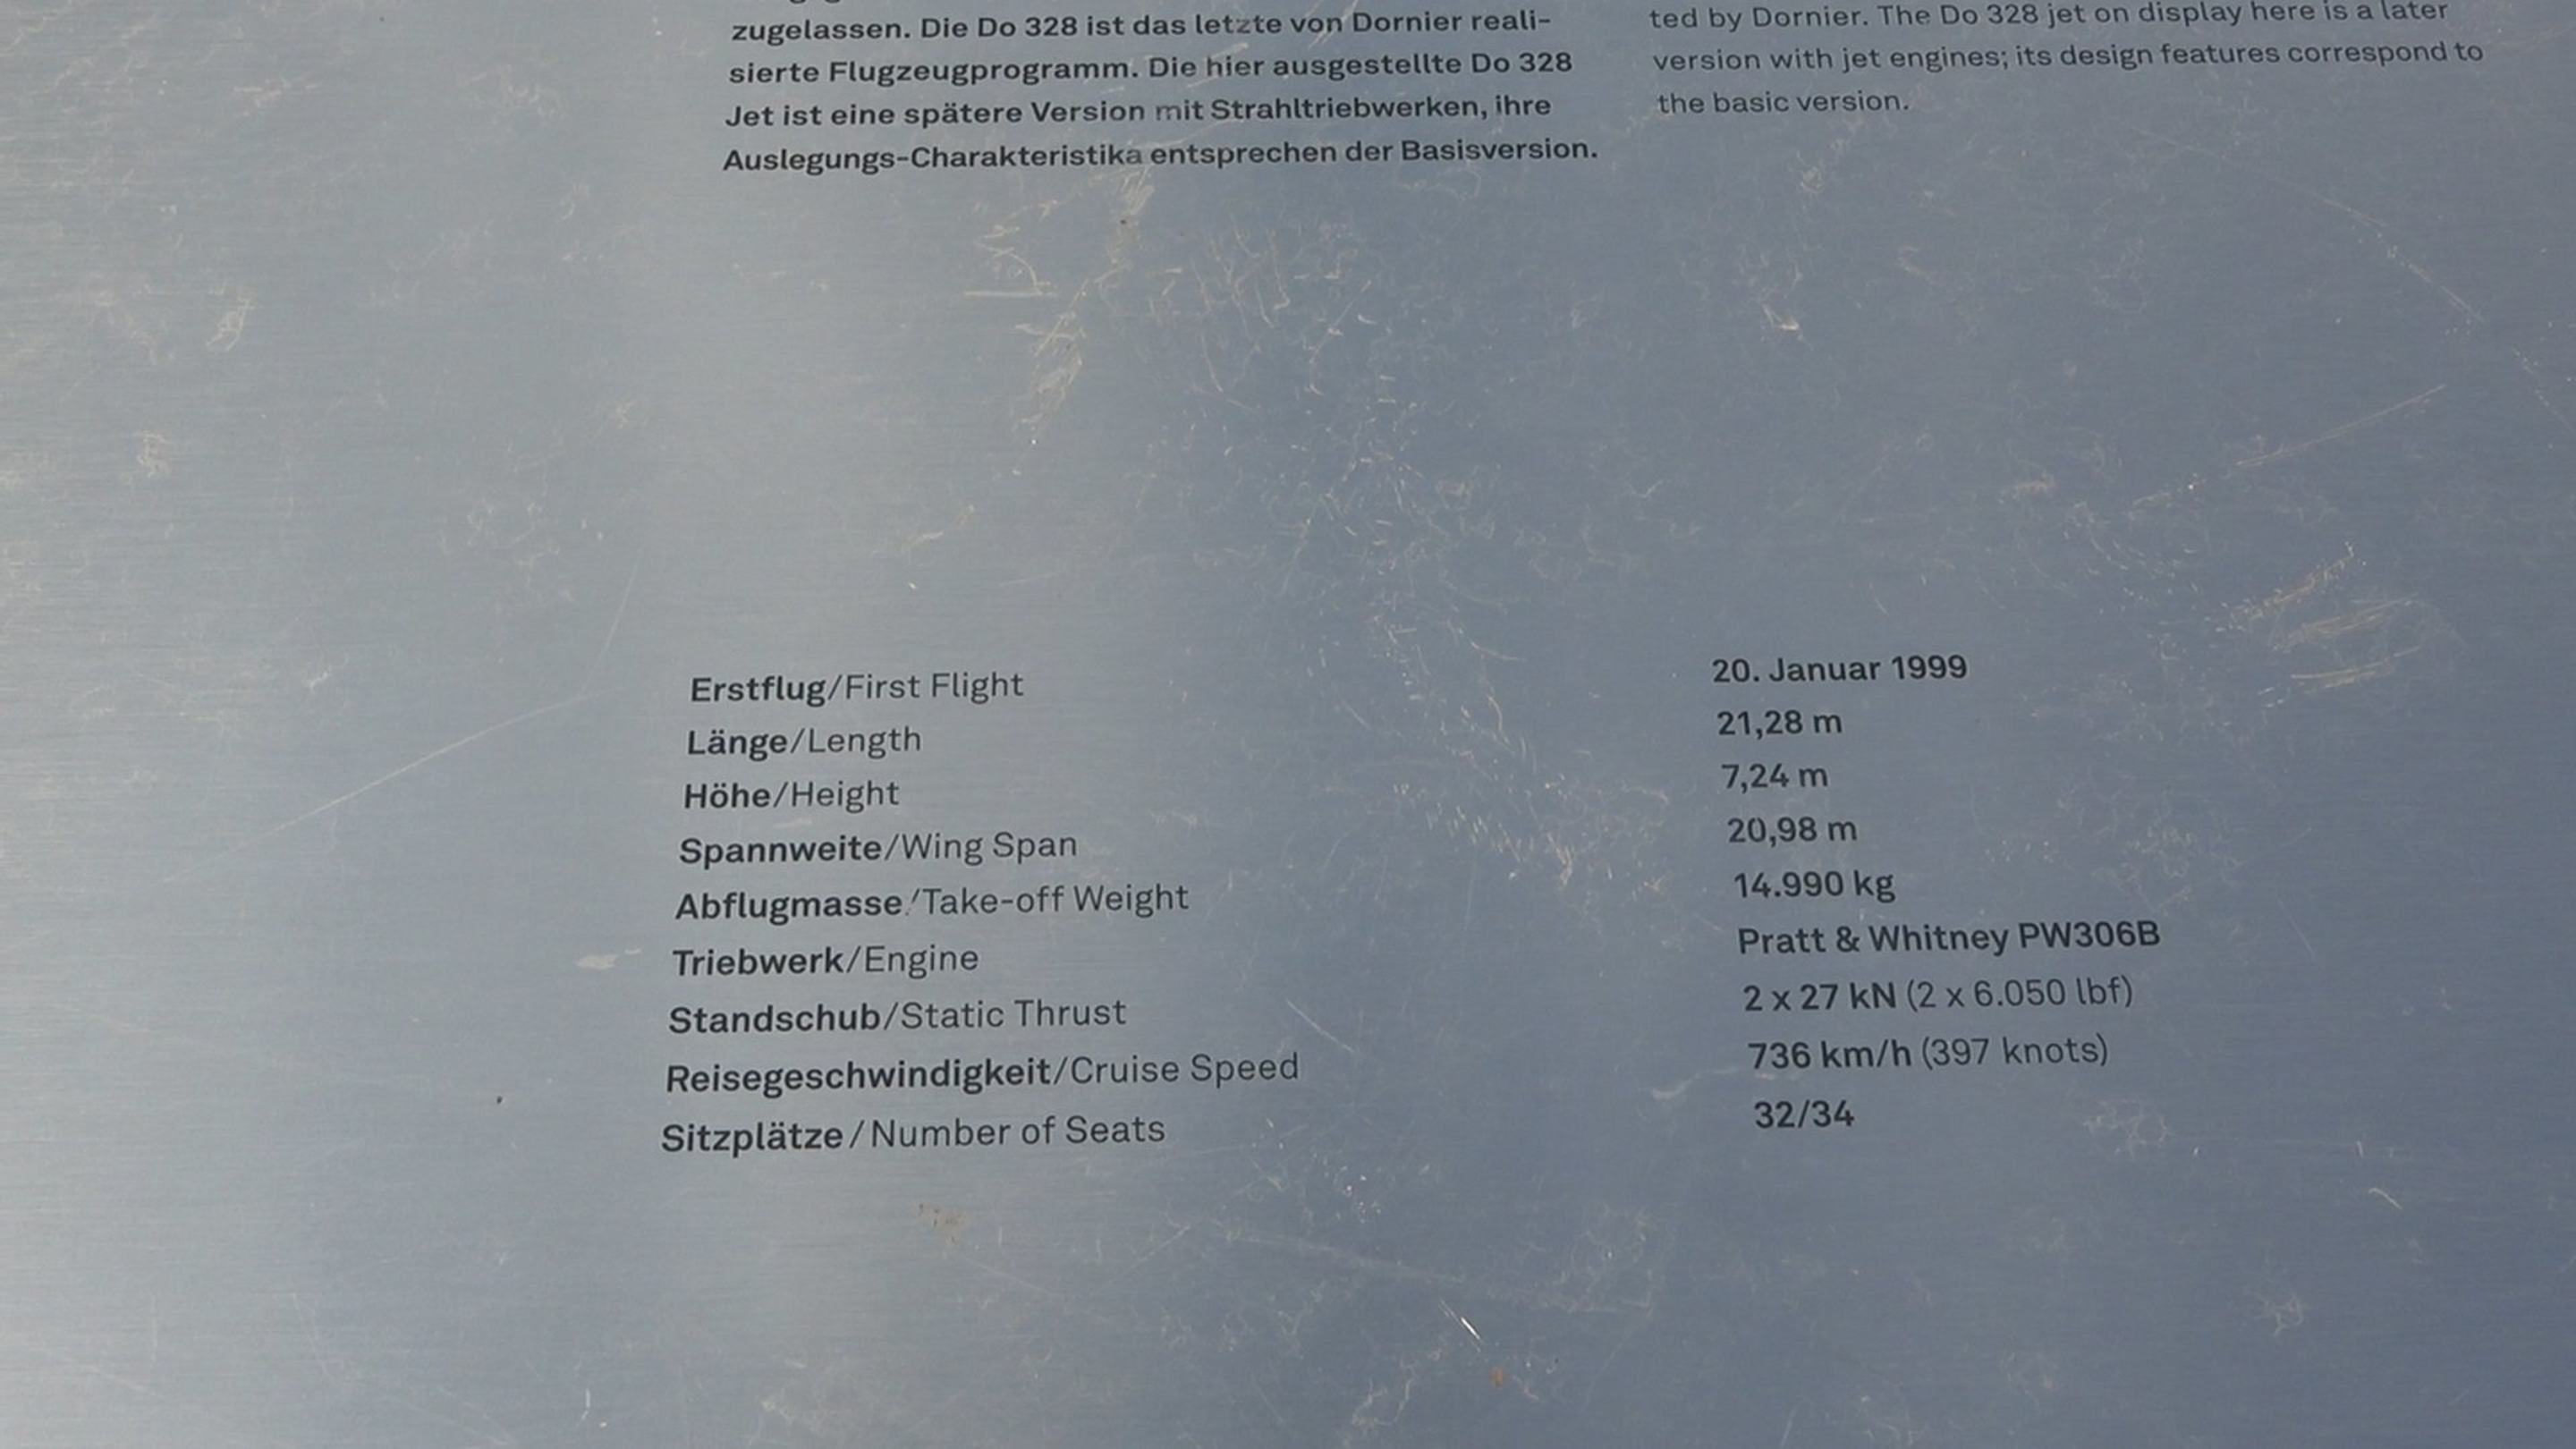 zugelassen. Die Do 328 ist das letzte von Dornier reali-
sierte Flugzeugprogramm. Die hier ausgestellte Do 328
Jet ist eine spätere Version mit Strahltriebwerken, ihre
Auslegungs-Charakteristika entsprechen der Basisversion.
ted by Dornier. The Do 328 jet on display here is a later
version with jet engines; its design features correspond to
the basic version.
Erstflug/First Flight 20. Januar 1999
Länge/Length 21,28 m
Höhe/Height 7,24 m
Spannweite/Wing Span 20,98 m
Abflugmasse/Take-off Weight 14.990 kg
Triebwerk/Engine Pratt & Whitney PW306B
Standschub/Static Thrust 2 x 27 kN (2 x 6.050 lbf)
Reisegeschwindigkeit/Cruise Speed 736 km/h (397 knots)
Sitzplätze/Number of Seats 32/34